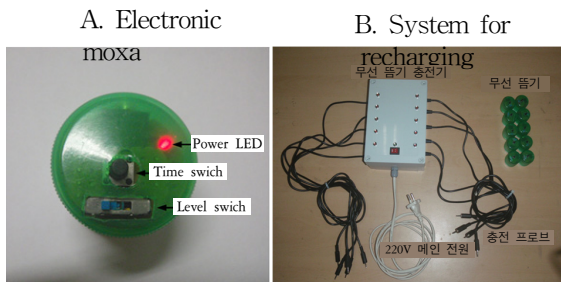 A. Electronic
moxa
B. System for
recharging
Power LED
Time swich
Level swich
무선 뜸기 충전기
무선 뜸기
충전 프로브
220V 메인 전원